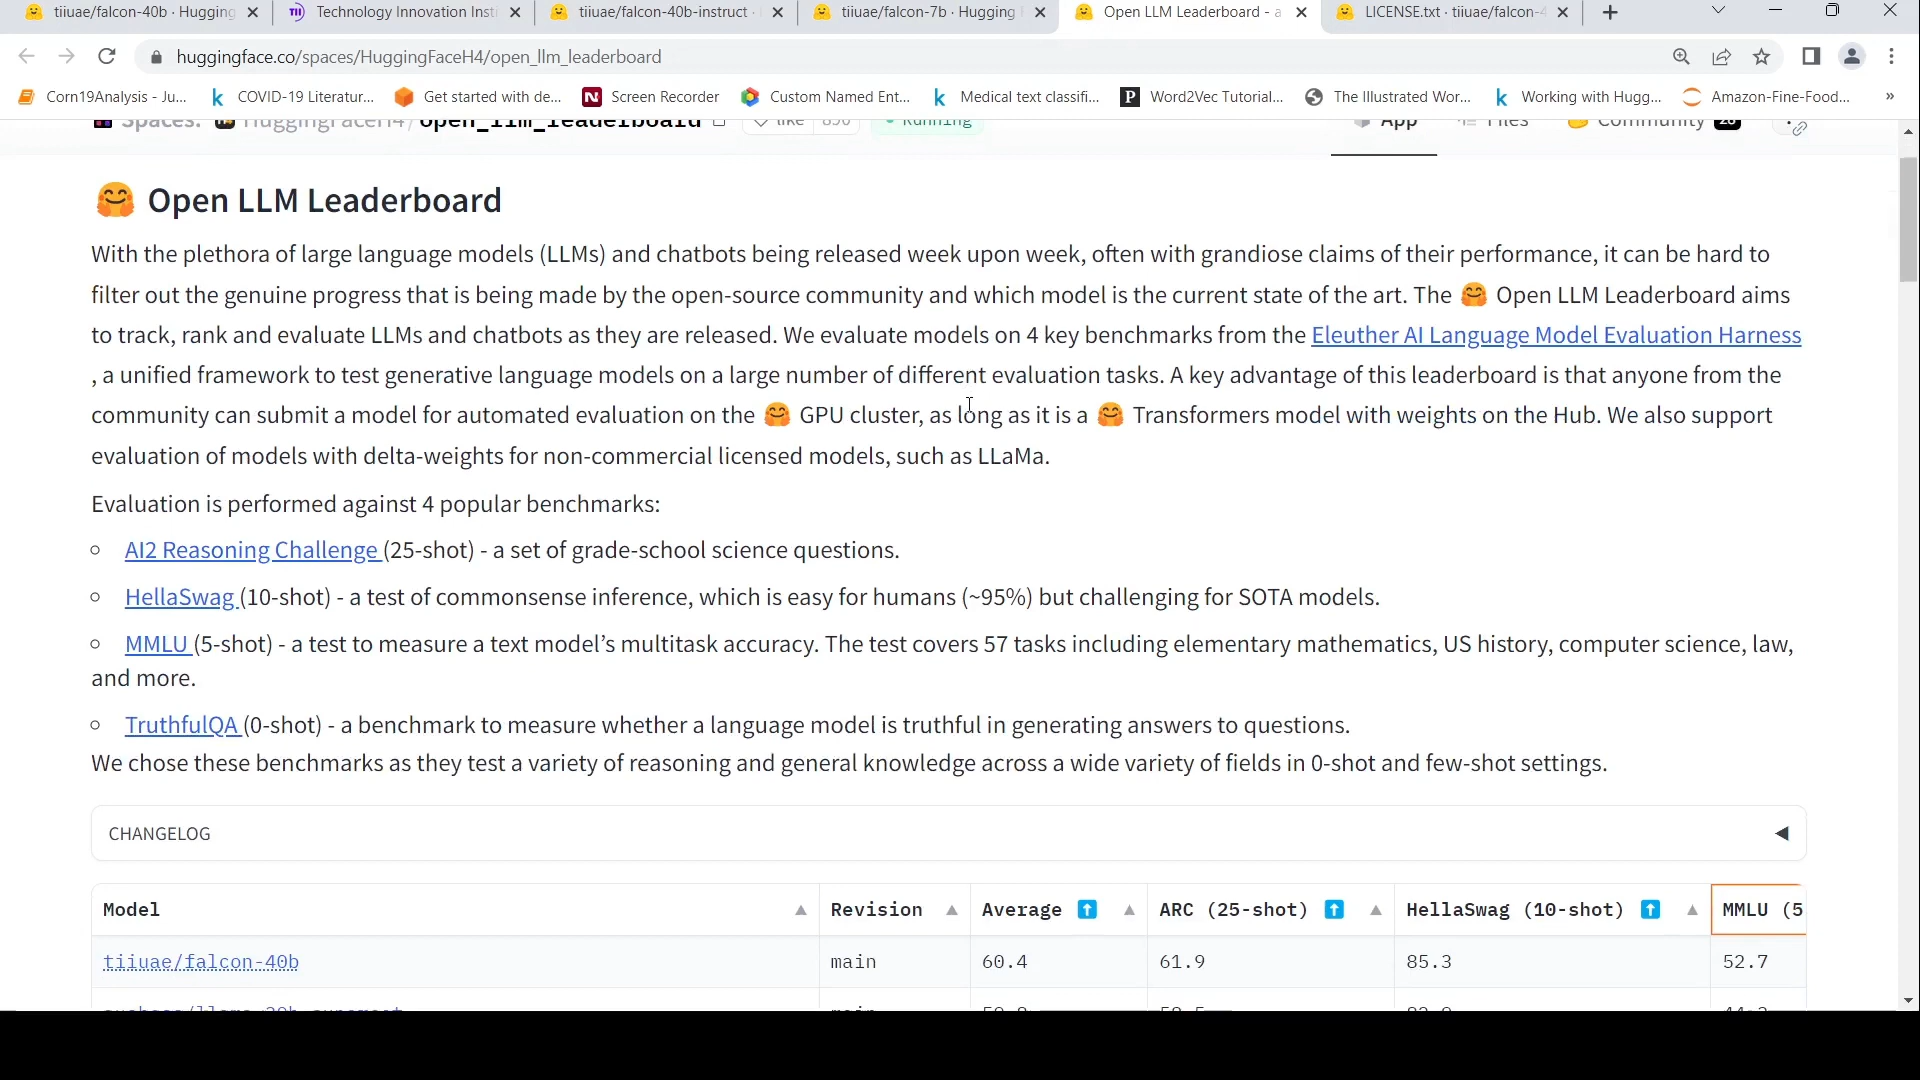 tiiuae/falcon-40b · Hugging
Technology Innovation Insti
tiiuae/falcon-40b-instruct ·
tiiuae/falcon-7b · Hugging
Open LLM Leaderboard - a
LICENSE.txt · tiiuae/falcon-4
huggingface.co/spaces/HuggingFaceH4/open_llm_leaderboard
Corn19Analysis - Ju...
COVID-19 Literatur...
Get started with de...
Screen Recorder
Custom Named Ent...
Medical text classifi...
Word2Vec Tutorial...
The Illustrated Wor...
Working with Hugg...
Amazon-Fine-Food...
»
Spaces: HuggingFaceH4/open_llm_leaderboard like Running App Files Community
Open LLM Leaderboard
With the plethora of large language models (LLMs) and chatbots being released week upon week, often with grandiose claims of their performance, it can be hard to
filter out the genuine progress that is being made by the open-source community and which model is the current state of the art. The 🤗 Open LLM Leaderboard aims
to track, rank and evaluate LLMs and chatbots as they are released. We evaluate models on 4 key benchmarks from the Eleuther AI Language Model Evaluation Harness
, a unified framework to test generative language models on a large number of different evaluation tasks. A key advantage of this leaderboard is that anyone from the
community can submit a model for automated evaluation on the 🤗 GPU cluster, as long as it is a 🤗 Transformers model with weights on the Hub. We also support
evaluation of models with delta-weights for non-commercial licensed models, such as LLaMa.
Evaluation is performed against 4 popular benchmarks:
AI2 Reasoning Challenge (25-shot) - a set of grade-school science questions.
HellaSwag (10-shot) - a test of commonsense inference, which is easy for humans (~95%) but challenging for SOTA models.
MMLU (5-shot) - a test to measure a text model’s multitask accuracy. The test covers 57 tasks including elementary mathematics, US history, computer science, law,
and more.
TruthfulQA (0-shot) - a benchmark to measure whether a language model is truthful in generating answers to questions.
We chose these benchmarks as they test a variety of reasoning and general knowledge across a wide variety of fields in 0-shot and few-shot settings.
CHANGELOG
Model Revision Average ARC (25-shot) HellaSwag (10-shot) MMLU (5
tiiuae/falcon-40b main 60.4 61.9 85.3 52.7